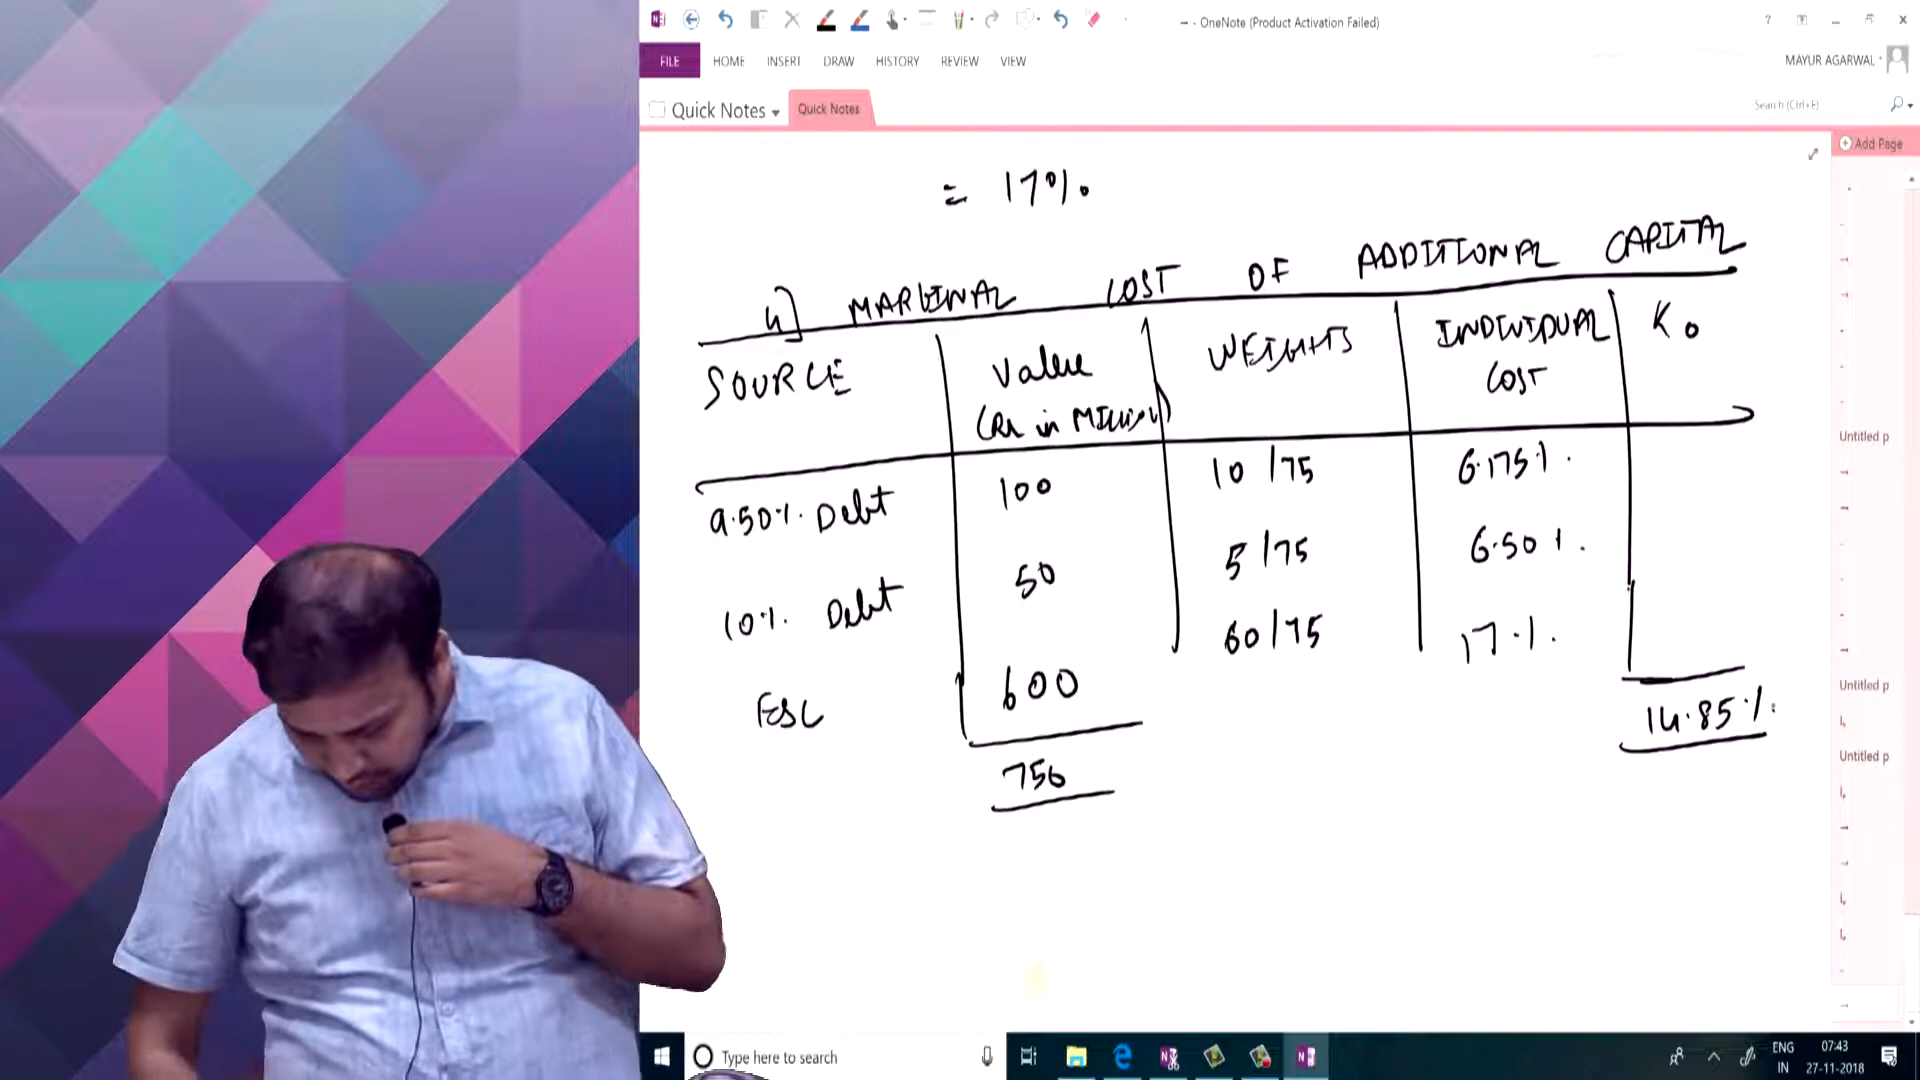 - OneNote (Product Activation Failed)
FILE HOME INSERT DRAW HISTORY REVIEW VIEW
MAYUR AGARWAL
Quick Notes Quick Notes
Search (Ctrl+E)
Add Page
= 17%
4] MARGINAL COST OF ADDITIONAL CAPITAL
SOURCE Value (Rs in Million) WEIGHTS INDIVIDUAL COST Ko
9.50% Debt 100 10/75 6.175%.
10% Debt 50 5/75 6.50%.
ESC 600 60/75 17%.
750 14.85%
Untitled p
Untitled p
Untitled p
Type here to search
ENG 07:43
IN 27-11-2018